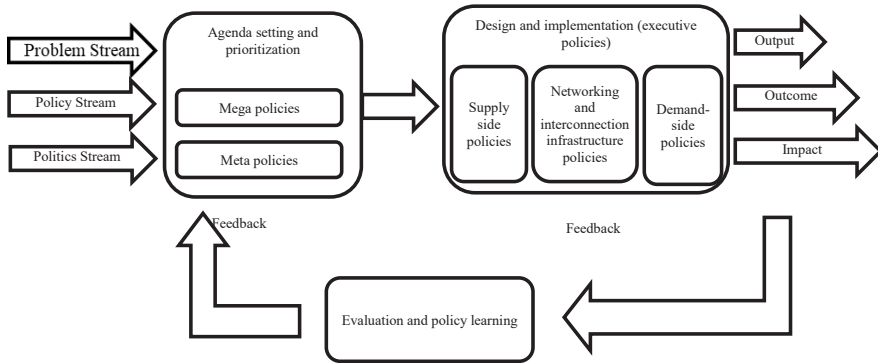 Problem Stream
Policy Stream
Politics Stream
Agenda setting and
prioritization
Mega policies
Meta policies
Design and implementation (executive
policies)
Supply
side
policies
Networking
and
interconnection
infrastructure
policies
Demand-
side
policies
Output
Outcome
Impact
Feedback
Feedback
Evaluation and policy learning